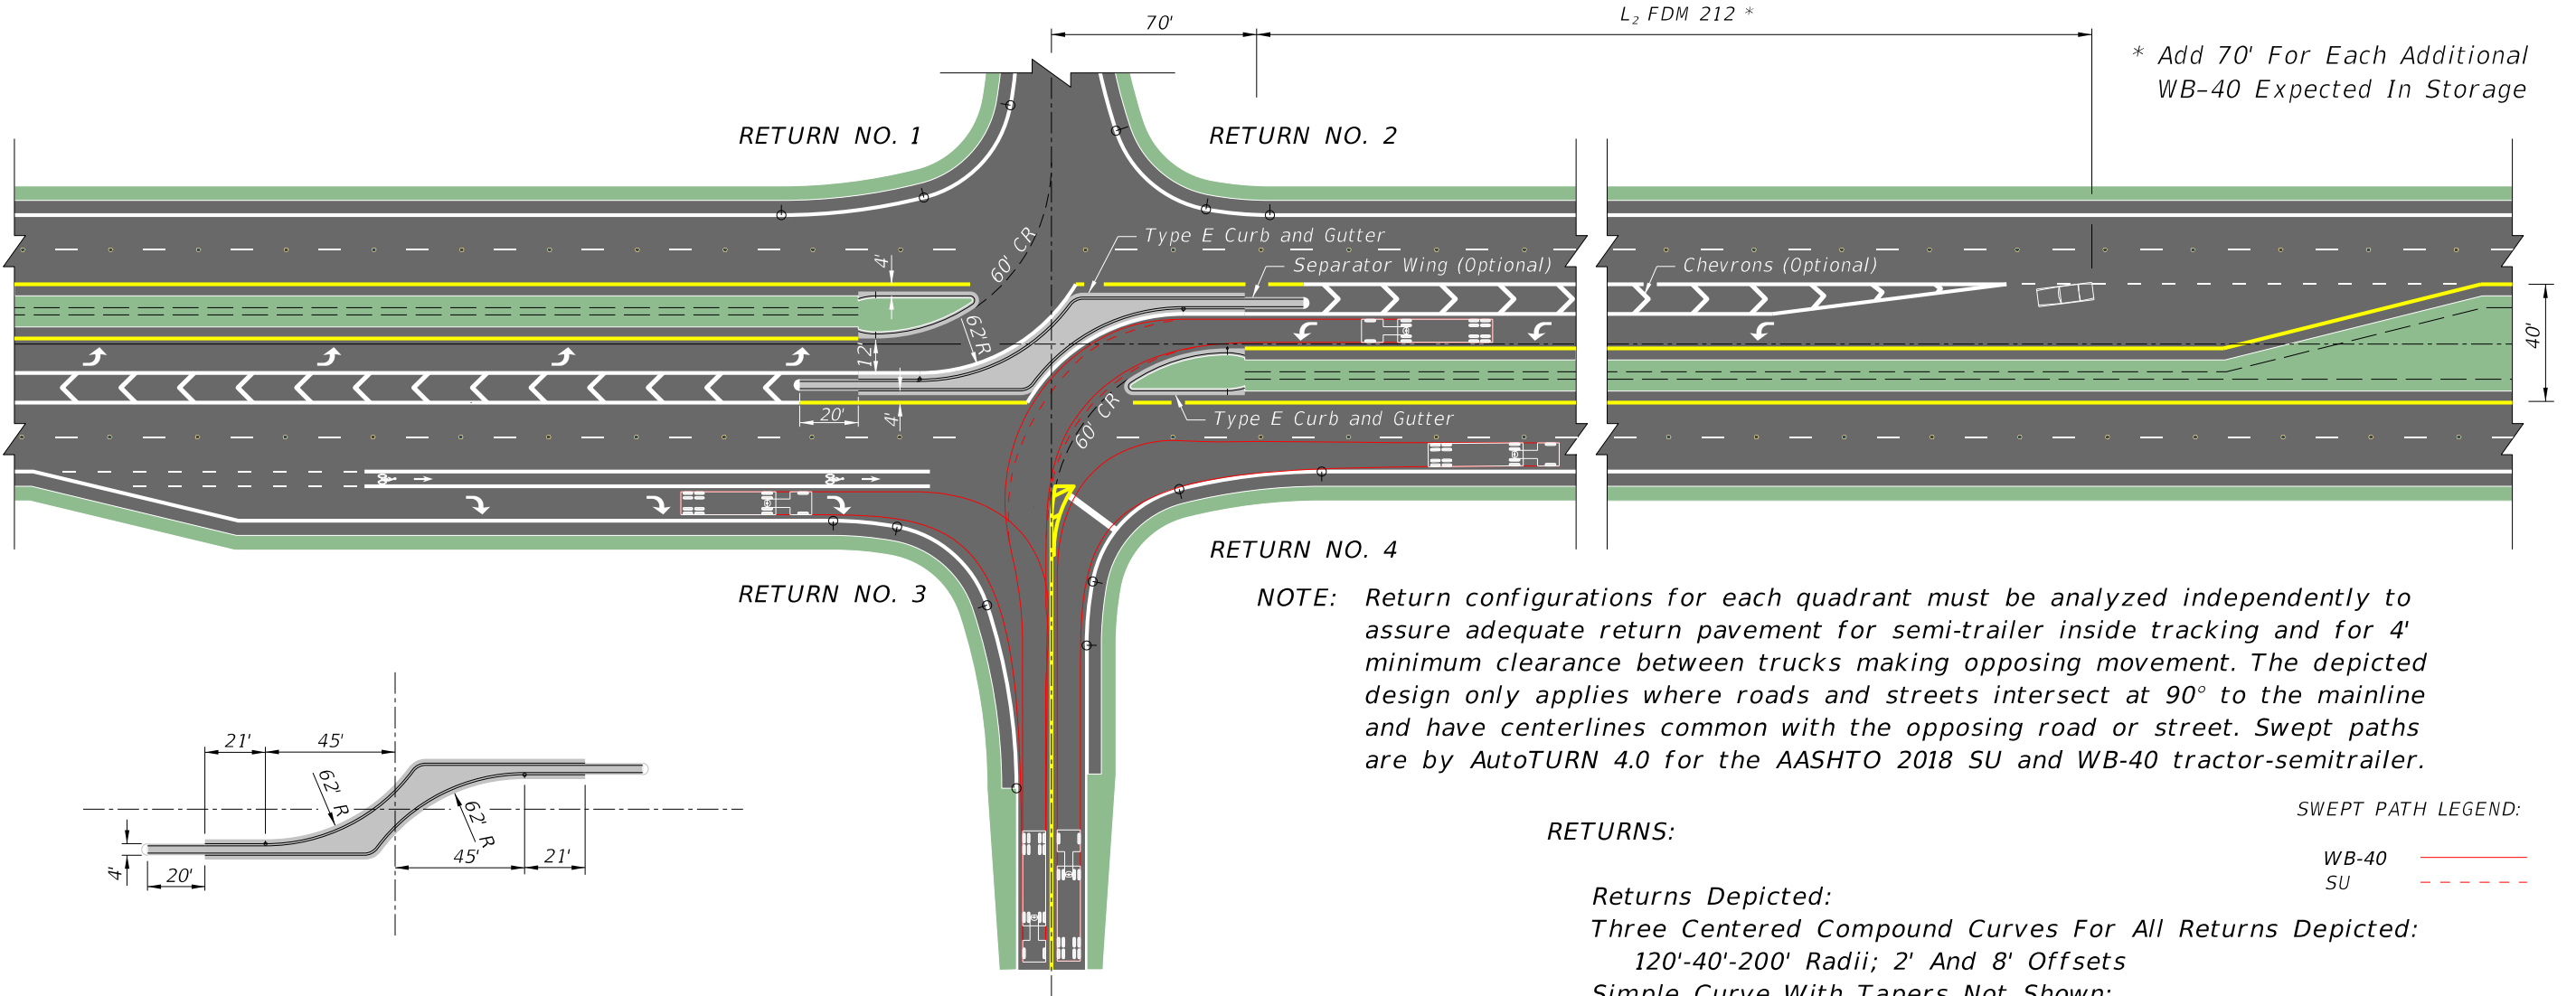 70'
L₂ FDM 212 *
* Add 70' For Each Additional
WB-40 Expected In Storage
RETURN NO. 1
RETURN NO. 2
Type E Curb and Gutter
Separator Wing (Optional)
Chevrons (Optional)
4'
60' CR
62' R
12'
40'
20'
4'
60' CR
Type E Curb and Gutter
RETURN NO. 3
RETURN NO. 4
NOTE: Return configurations for each quadrant must be analyzed independently to
assure adequate return pavement for semi-trailer inside tracking and for 4'
minimum clearance between trucks making opposing movement. The depicted
design only applies where roads and streets intersect at 90° to the mainline
and have centerlines common with the opposing road or street. Swept paths
are by AutoTURN 4.0 for the AASHTO 2018 SU and WB-40 tractor-semitrailer.
21'
45'
62' R
62' R
4'
20'
45'
21'
SWEPT PATH LEGEND:
WB-40
SU
RETURNS:
Returns Depicted:
Three Centered Compound Curves For All Returns Depicted:
120'-40'-200' Radii; 2' And 8' Offsets
Simple Curve With Tapers Not Shown: